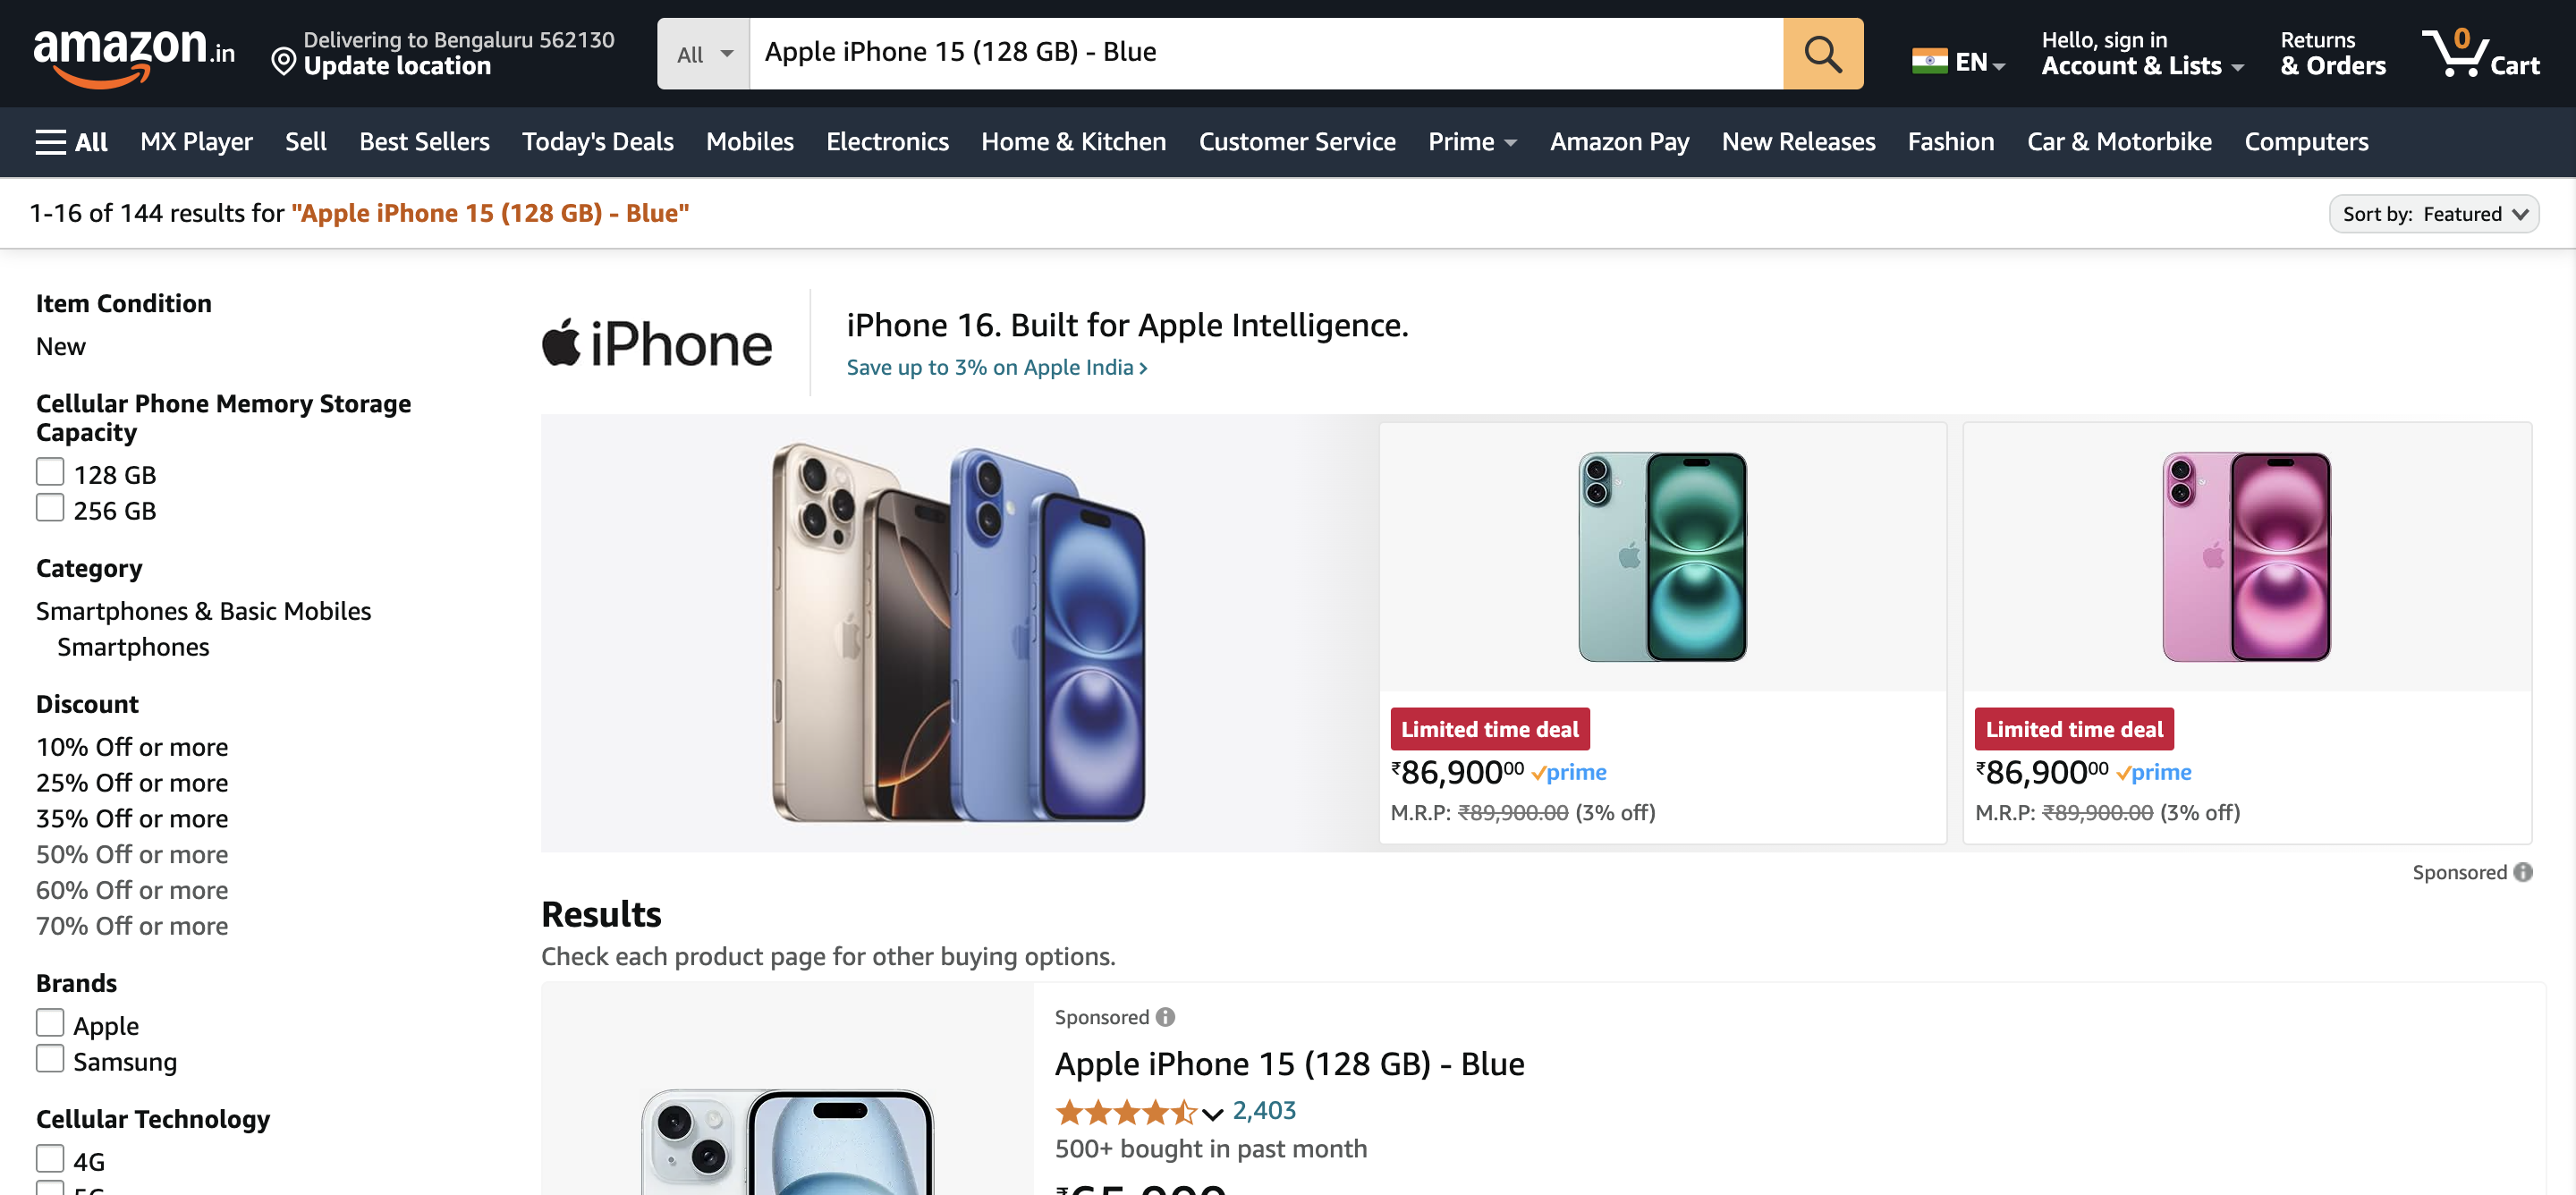 amazon.in
Delivering to Bengaluru 562130
Update location
All
Apple iPhone 15 (128 GB) - Blue
EN
Hello, sign in
Account & Lists
Returns
& Orders
0
Cart
All
MX Player
Sell
Best Sellers
Today's Deals
Mobiles
Electronics
Home & Kitchen
Customer Service
Prime
Amazon Pay
New Releases
Fashion
Car & Motorbike
Computers
1-16 of 144 results for "Apple iPhone 15 (128 GB) - Blue"
Sort by: Featured
Item Condition
New
Cellular Phone Memory Storage
Capacity
128 GB
256 GB
Category
Smartphones & Basic Mobiles
Smartphones
Discount
10% Off or more
25% Off or more
35% Off or more
50% Off or more
60% Off or more
70% Off or more
Brands
Apple
Samsung
Cellular Technology
4G
iPhone
iPhone 16. Built for Apple Intelligence.
Save up to 3% on Apple India ›
Limited time deal
₹86,90000 prime
M.R.P: ₹89,900.00 (3% off)
Limited time deal
₹86,90000 prime
M.R.P: ₹89,900.00 (3% off)
Sponsored
Results
Check each product page for other buying options.
Sponsored
Apple iPhone 15 (128 GB) - Blue
2,403
500+ bought in past month